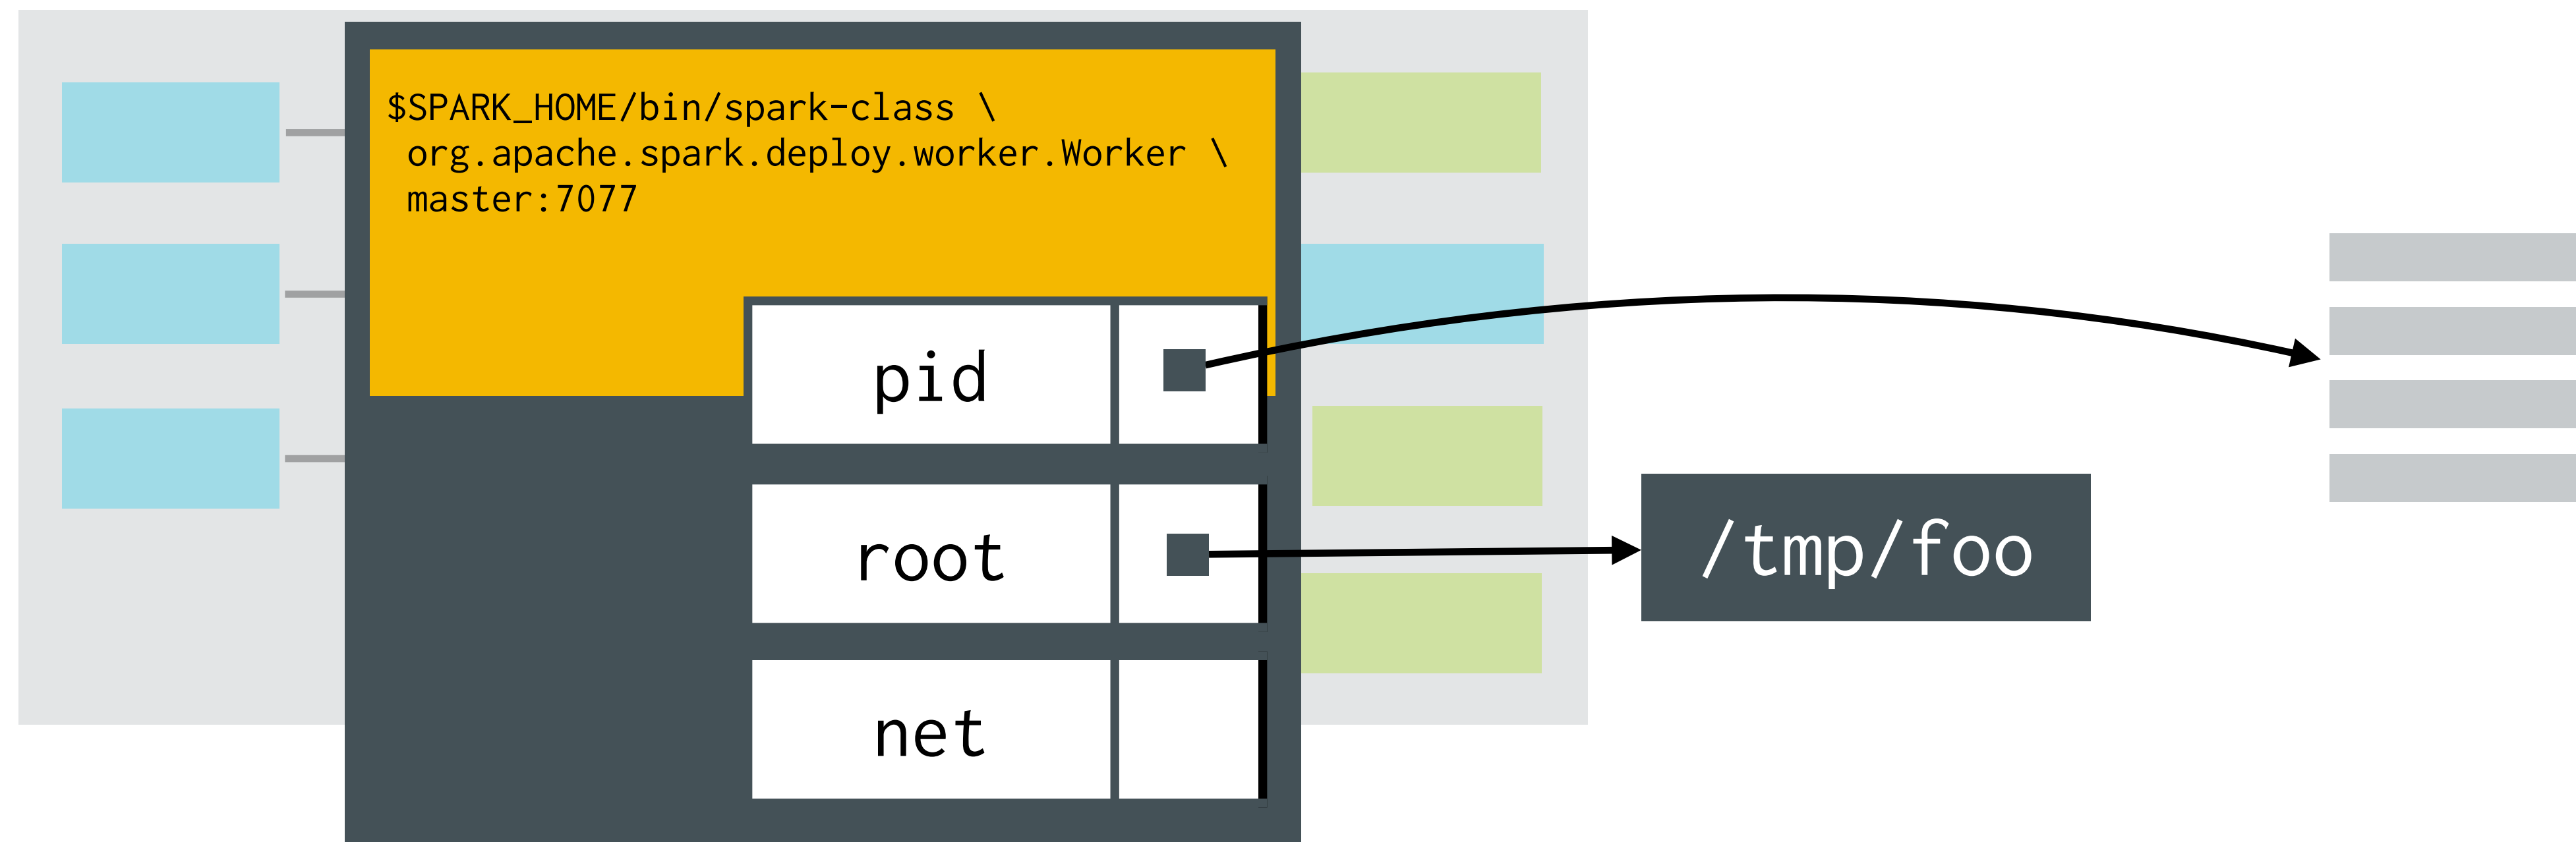 $SPARK_HOME/bin/spark-class \
org.apache.spark.deploy.worker.Worker \
master:7077
pid
root
/tmp/foo
net